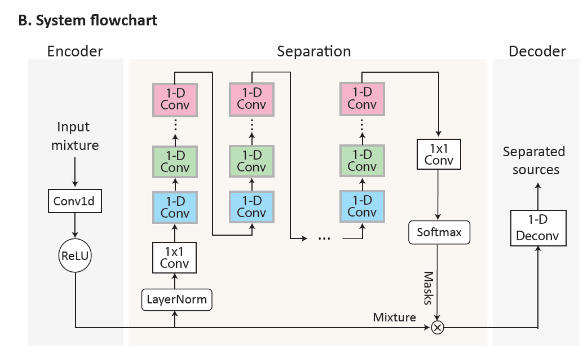 B. System flowchart
Encoder
Separation
Decoder
Input
mixture
Conv1d
ReLU
1-D
Conv
1-D
Conv
1-D
Conv
1x1
Conv
LayerNorm
1-D
Conv
1-D
Conv
1-D
Conv
...
1-D
Conv
1-D
Conv
1-D
Conv
1x1
Conv
Softmax
Masks
Mixture
Separated
sources
1-D
Deconv